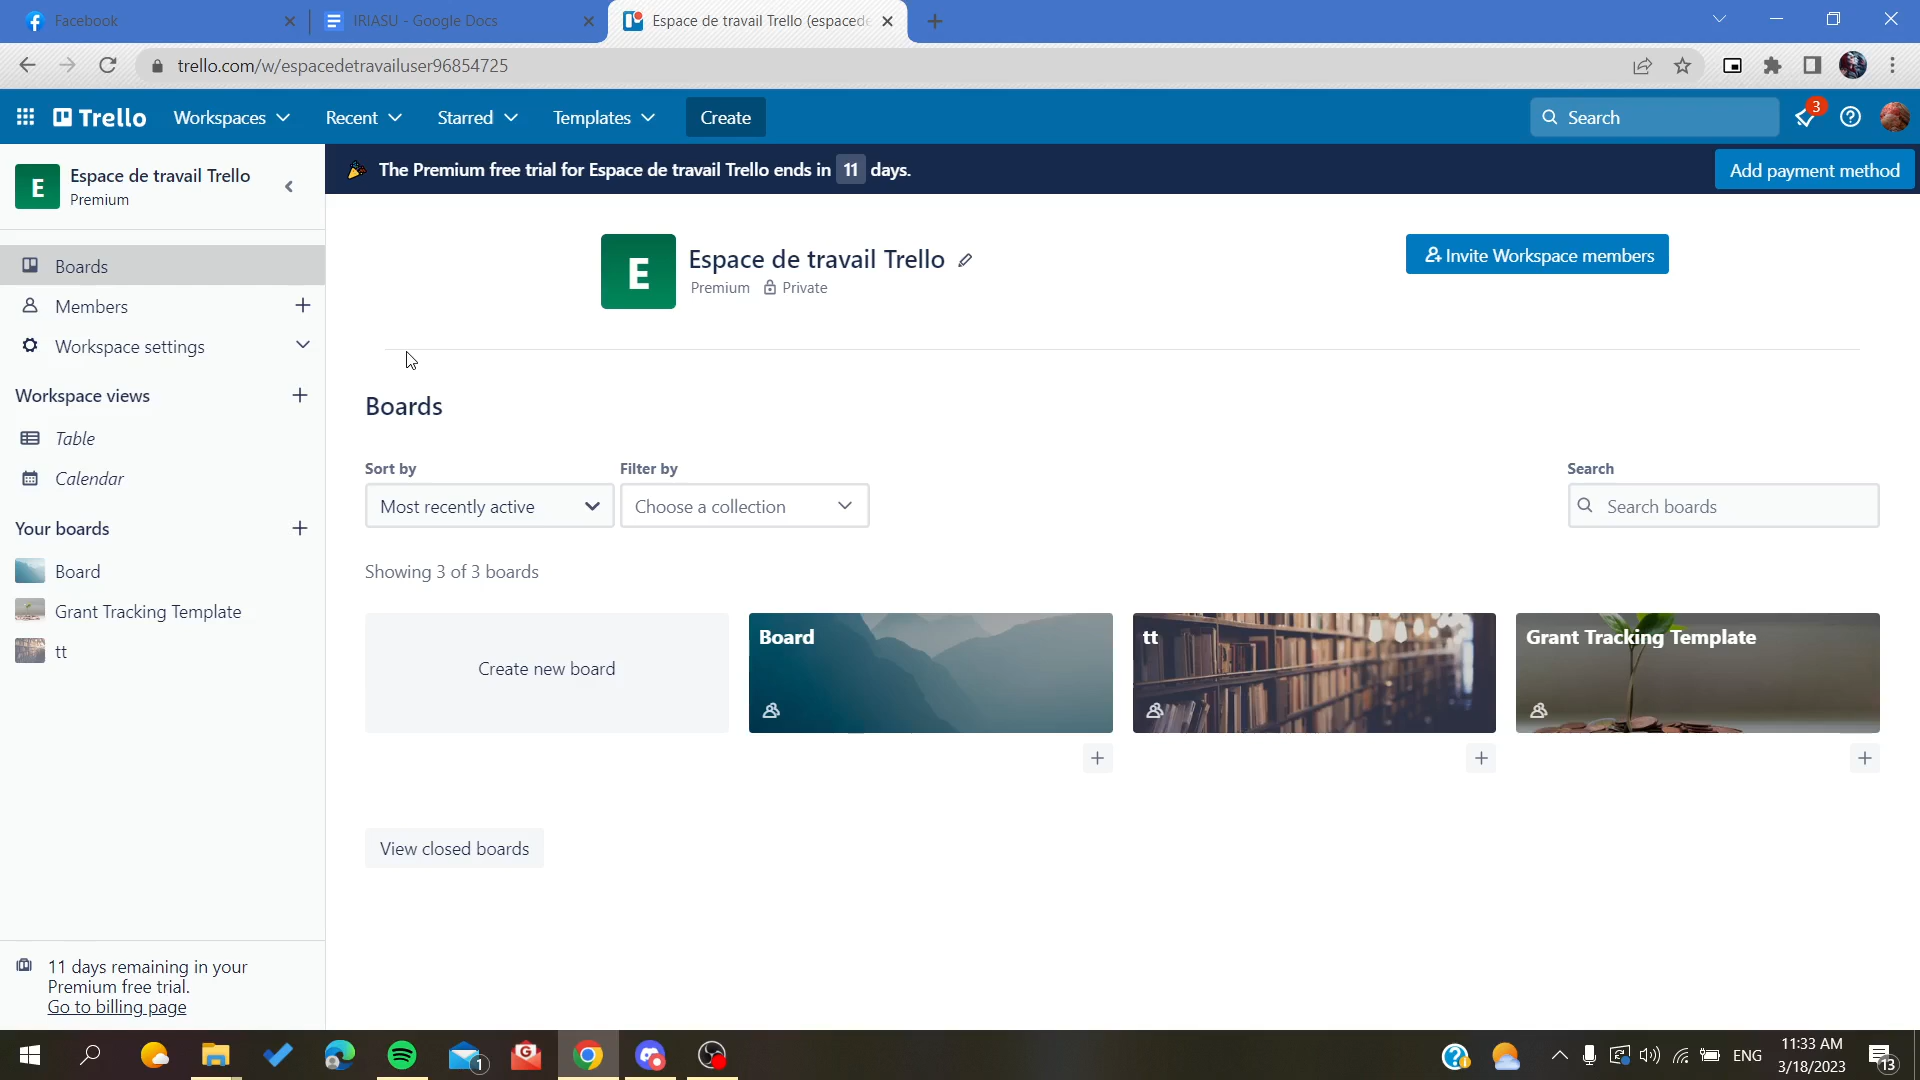 Facebook
IRIASU - Google Docs
Espace de travail Trello (espacede
trello.com/w/espacedetravailuser96854725
Trello
Workspaces
Recent
Starred
Templates
Create
Search
3
E
Espace de travail Trello
Premium
The Premium free trial for Espace de travail Trello ends in 11 days.
Add payment method
Boards
Members
Workspace settings
Workspace views
Table
Calendar
Your boards
Board
Grant Tracking Template
tt
11 days remaining in your
Premium free trial.
Go to billing page
E
Espace de travail Trello
Premium
Private
Invite Workspace members
Boards
Sort by
Filter by
Search
Most recently active
Choose a collection
Search boards
Showing 3 of 3 boards
Create new board
Board
tt
Grant Tracking Template
View closed boards
1
ENG
11:33 AM
3/18/2023
13